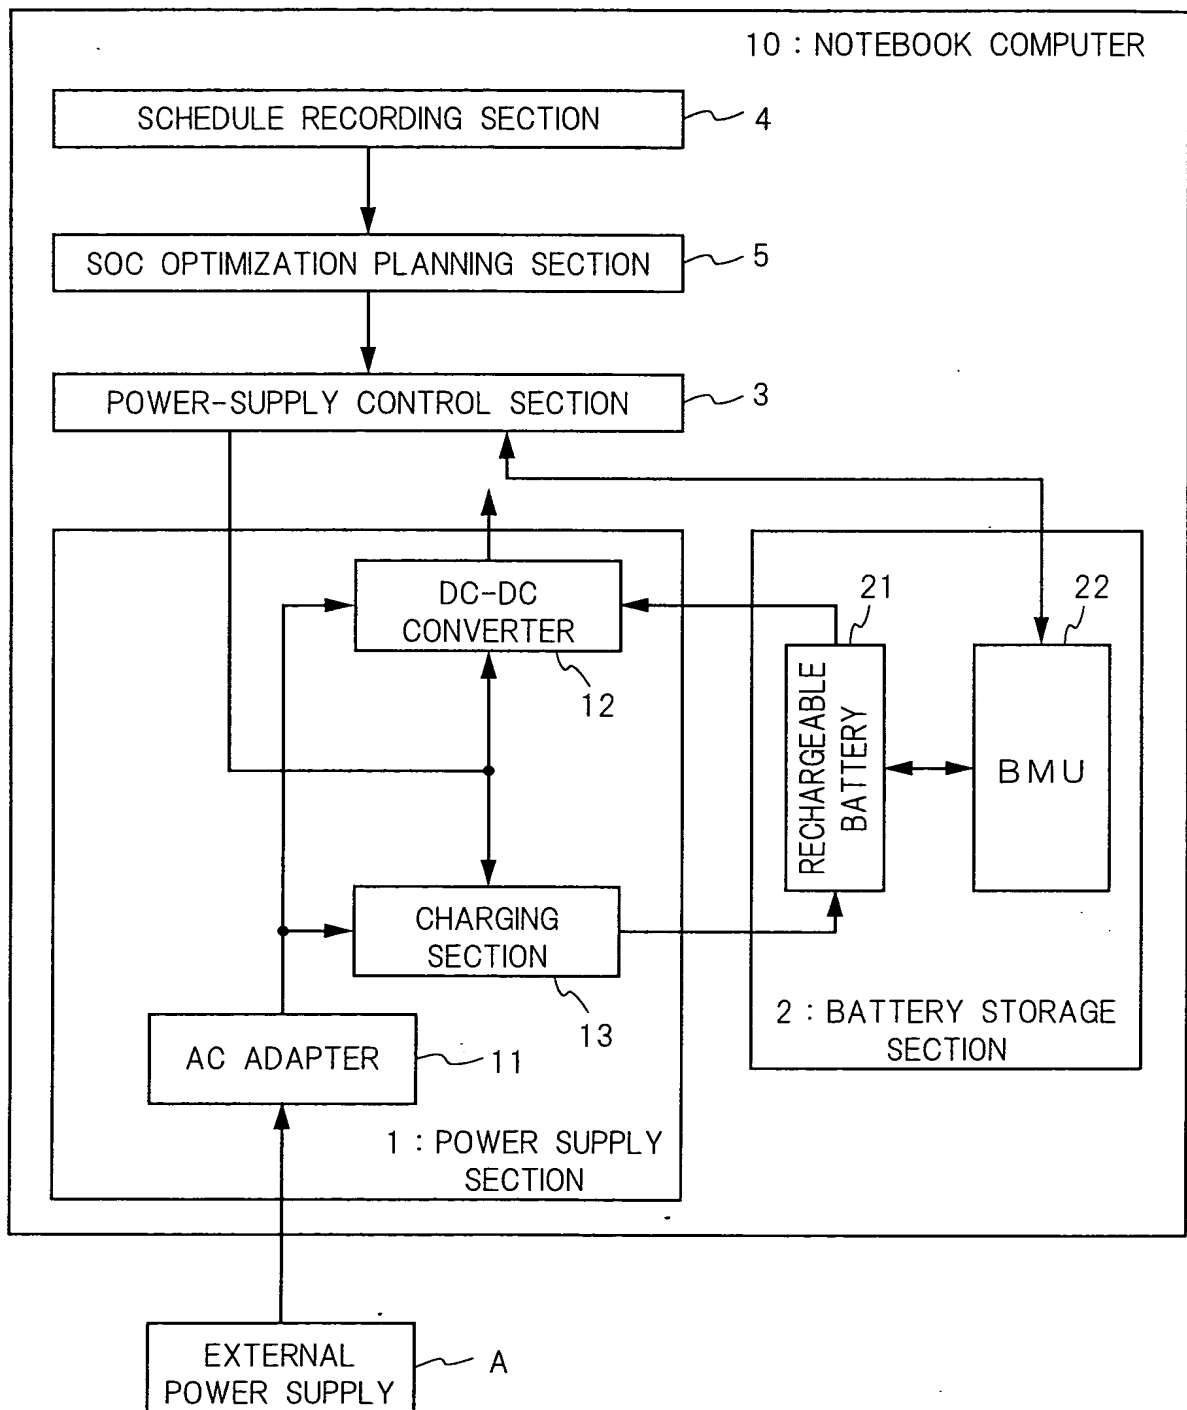 10 : NOTEBOOK COMPUTER
SCHEDULE RECORDING SECTION
4
SOC OPTIMIZATION PLANNING SECTION
5
POWER-SUPPLY CONTROL SECTION
3
DC-DC
CONVERTER
12
21
22
RECHARGEABLE
BATTERY
BMU
CHARGING
SECTION
13
2 : BATTERY STORAGE
SECTION
AC ADAPTER
11
1 : POWER SUPPLY
SECTION
EXTERNAL
POWER SUPPLY
A